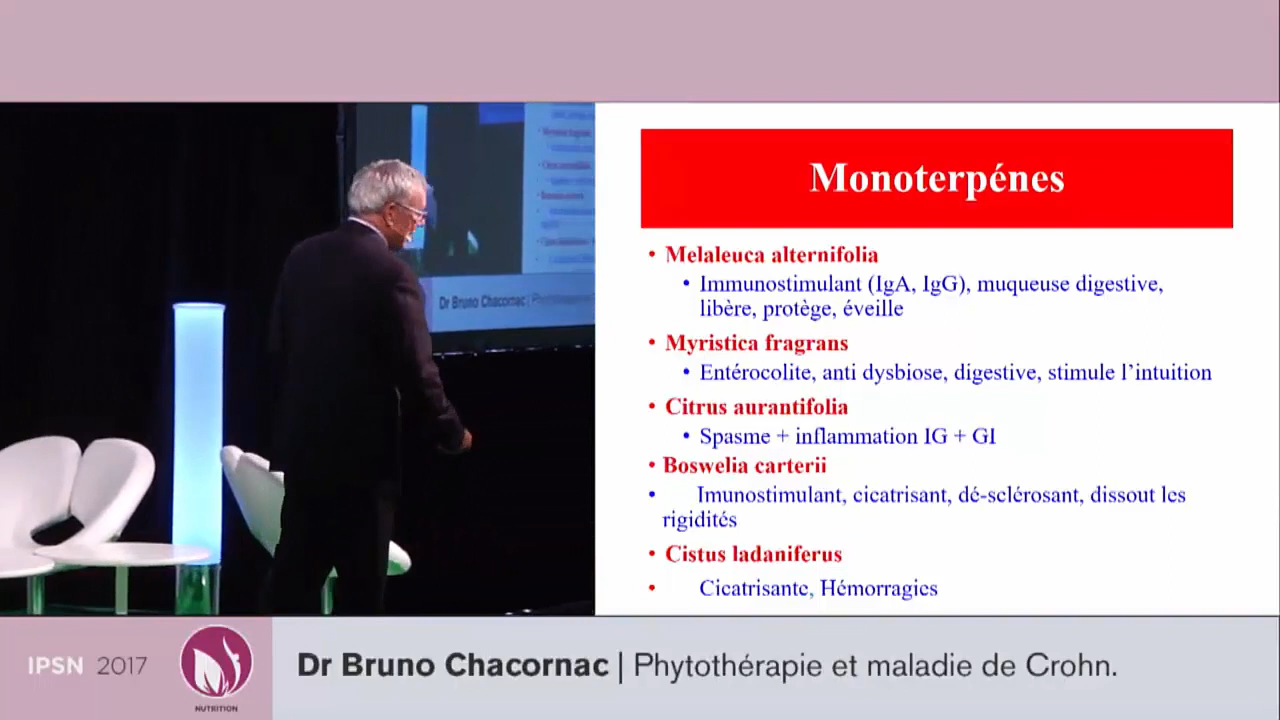 Dr Bruno Chacornac | Phytothérapie
Monoterpénes
• Melaleuca alternifolia
• Immunostimulant (IgA, IgG), muqueuse digestive,
libère, protège, éveille
• Myristica fragrans
• Entérocolite, anti dysbiose, digestive, stimule l'intuition
• Citrus aurantifolia
• Spasme + inflammation IG + GI
• Boswelia carterii
• Imunostimulant, cicatrisant, dé-sclérosant, dissout les
rigidités
• Cistus ladaniferus
• Cicatrisante, Hémorragies
IPSN 2017
NUTRITION
Dr Bruno Chacornac | Phytothérapie et maladie de Crohn.